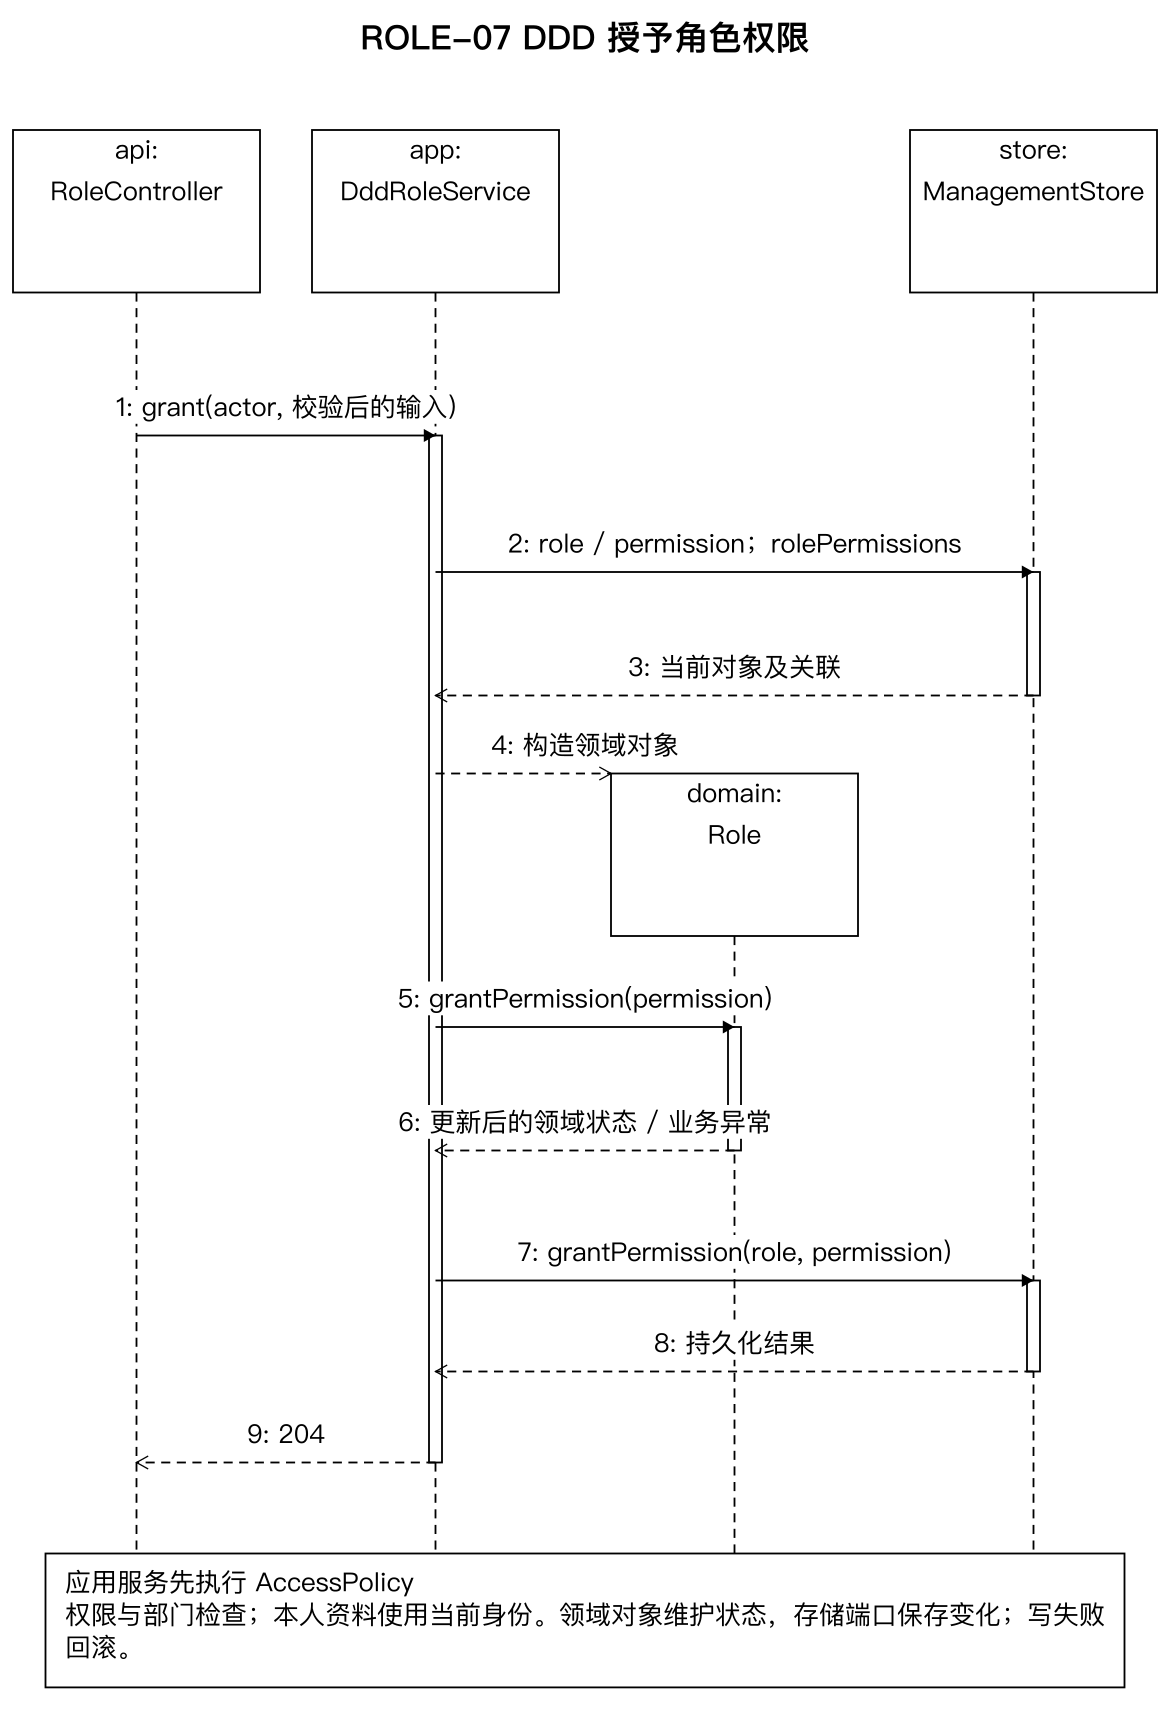 ROLE-07 DDD 授予角色权限
api:
RoleController
app:
DddRoleService
store:
ManagementStore
1: grant(actor, 校验后的输入)
2: role / permission；rolePermissions
3: 当前对象及关联
4: 构造领域对象
domain:
Role
5: grantPermission(permission)
6: 更新后的领域状态 / 业务异常
7: grantPermission(role, permission)
8: 持久化结果
9: 204
应用服务先执行 AccessPolicy
权限与部门检查；本人资料使用当前身份。领域对象维护状态，存储端口保存变化；写失败
回滚。